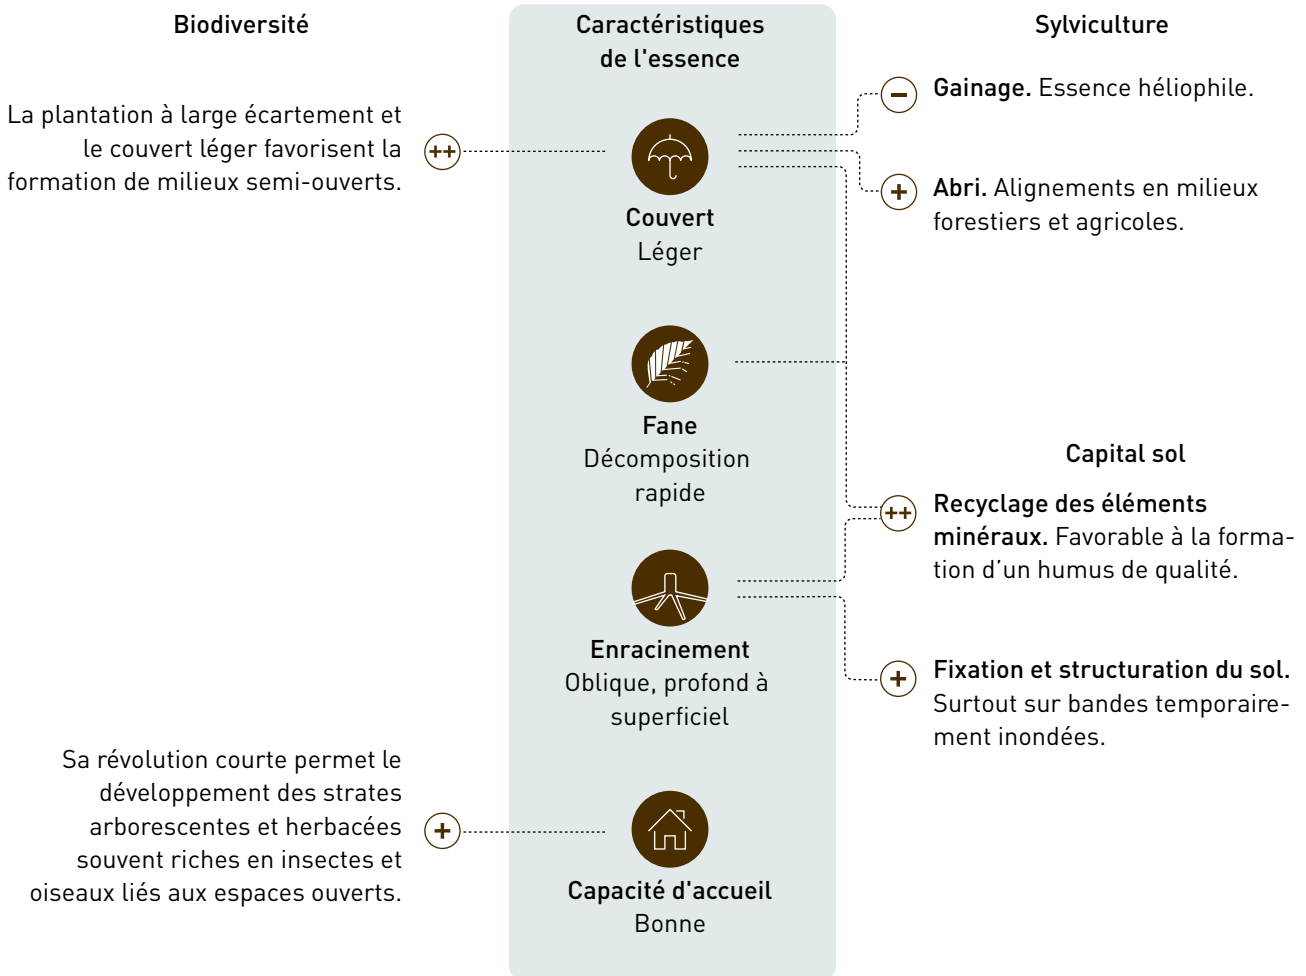 Biodiversité
La plantation à large écartement et
le couvert léger favorisent la
formation de milieux semi-ouverts.
++
Sa révolution courte permet le
développement des strates
arborescentes et herbacées
souvent riches en insectes et
oiseaux liés aux espaces ouverts.
+
Caractéristiques
de l'essence
Couvert
Léger
Fane
Décomposition
rapide
Enracinement
Oblique, profond à
superficiel
Capacité d'accueil
Bonne
Sylviculture
−
Gainage. Essence héliophile.
+
Abri. Alignements en milieux
forestiers et agricoles.
Capital sol
++
Recyclage des éléments
minéraux. Favorable à la forma-
tion d’un humus de qualité.
+
Fixation et structuration du sol.
Surtout sur bandes temporaire-
ment inondées.